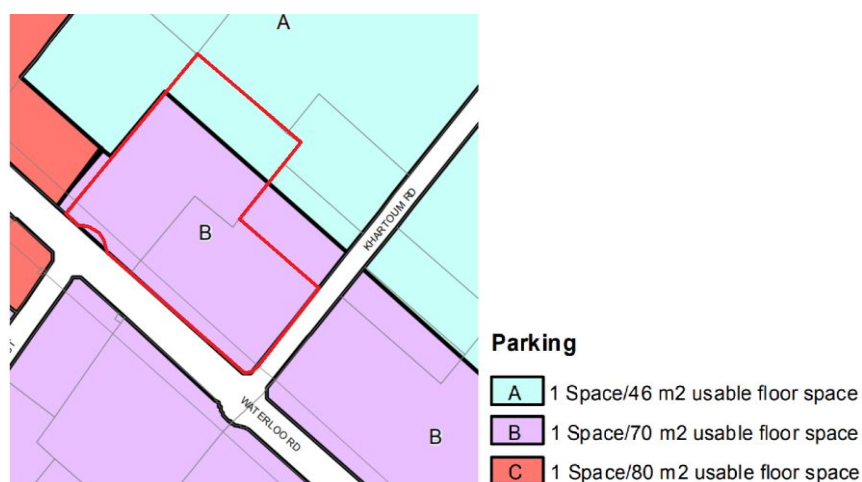 A
KHARTOUM RD
B
WATERLOO RD
B
Parking
A 1 Space/46 m2 usable floor space
B 1 Space/70 m2 usable floor space
C 1 Space/80 m2 usable floor space